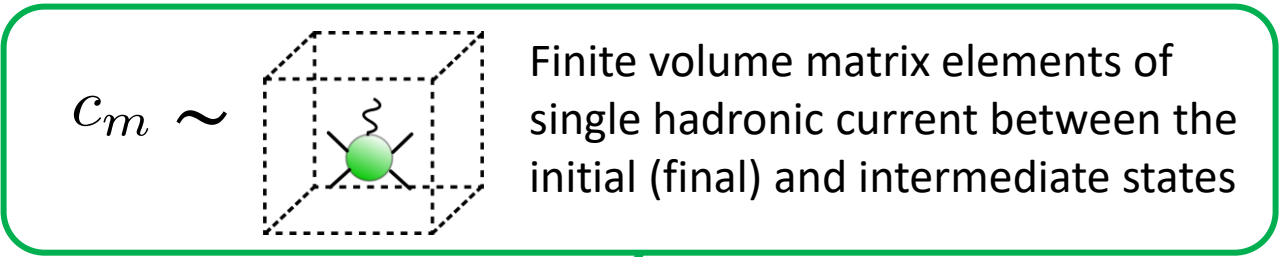 c_m ~
Finite volume matrix elements of
single hadronic current between the
initial (final) and intermediate states